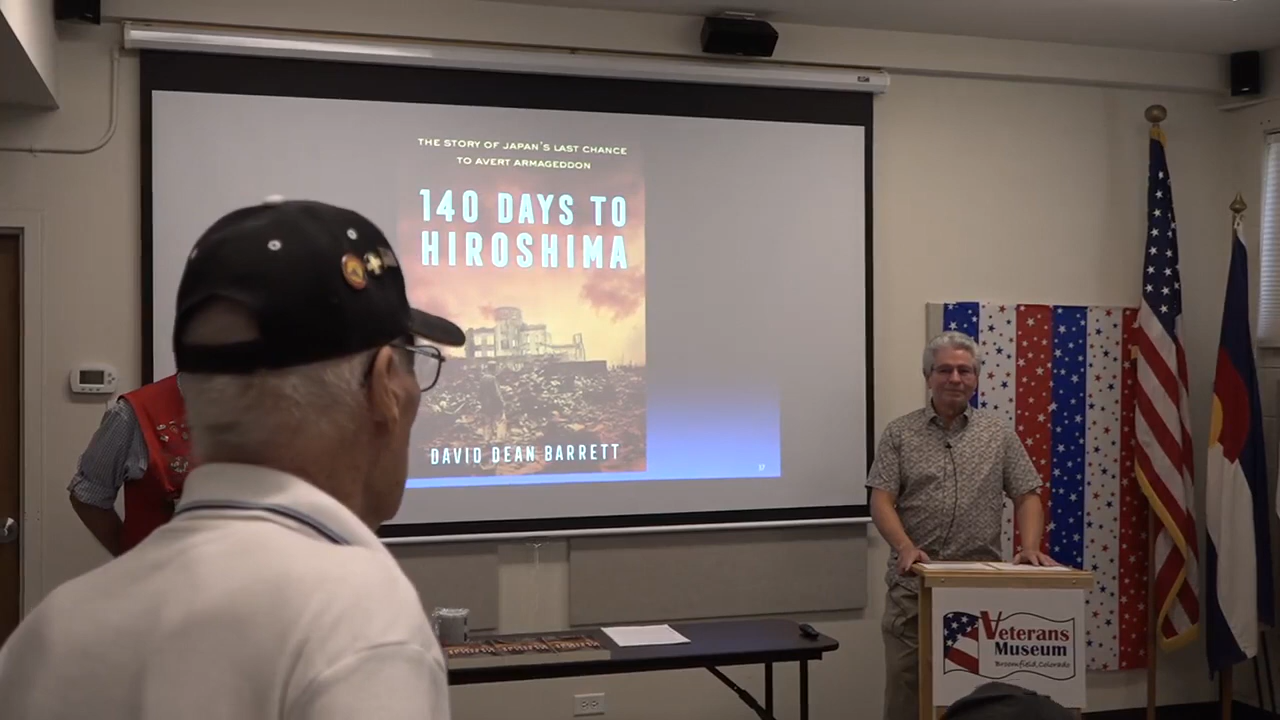 THE STORY OF JAPAN'S LAST CHANCE
TO AVERT ARMAGEDDON
140 DAYS TO
HIROSHIMA
DAVID DEAN BARRETT
17
Veterans
Museum
Broomfield, Colorado